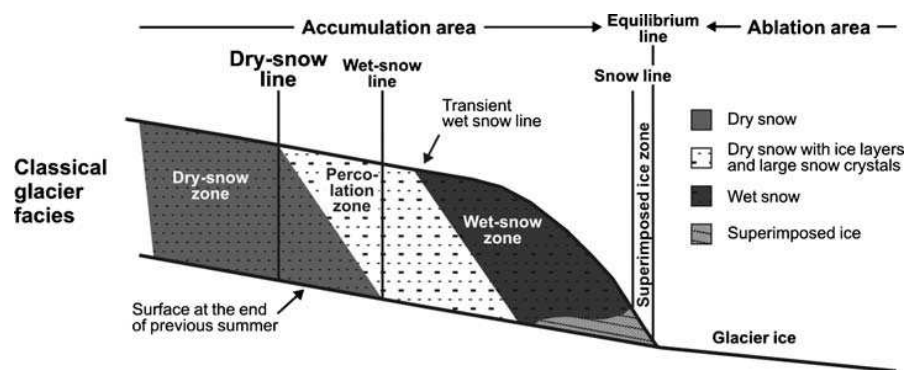 Accumulation area
Equilibrium
line
Ablation area
Dry-snow
line
Wet-snow
line
Snow line
Transient
wet snow line
Superimposed ice zone
Dry snow
Dry snow with ice layers
and large snow crystals
Wet snow
Superimposed ice
Classical
glacier
facies
Dry-snow
zone
Perco-
lation
zone
Wet-snow
zone
Surface at the end
of previous summer
Glacier ice